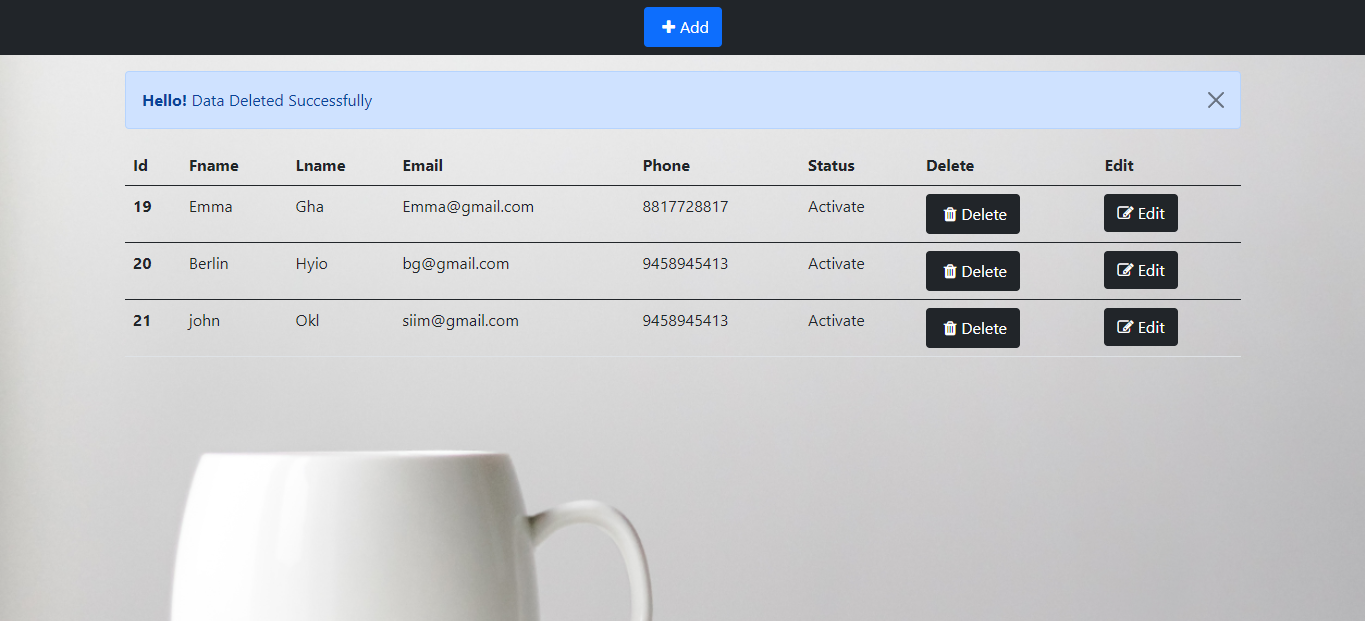 Add
Hello! Data Deleted Successfully
Id Fname Lname Email Phone Status Delete Edit
19 Emma Gha Emma@gmail.com 8817728817 Activate Delete Edit
20 Berlin Hyio bg@gmail.com 9458945413 Activate Delete Edit
21 john Okl siim@gmail.com 9458945413 Activate Delete Edit